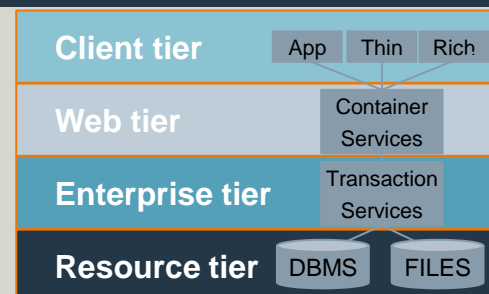 Client tier
App Thin Rich
Web tier
Container
Services
Enterprise tier
Transaction
Services
Resource tier
DBMS FILES